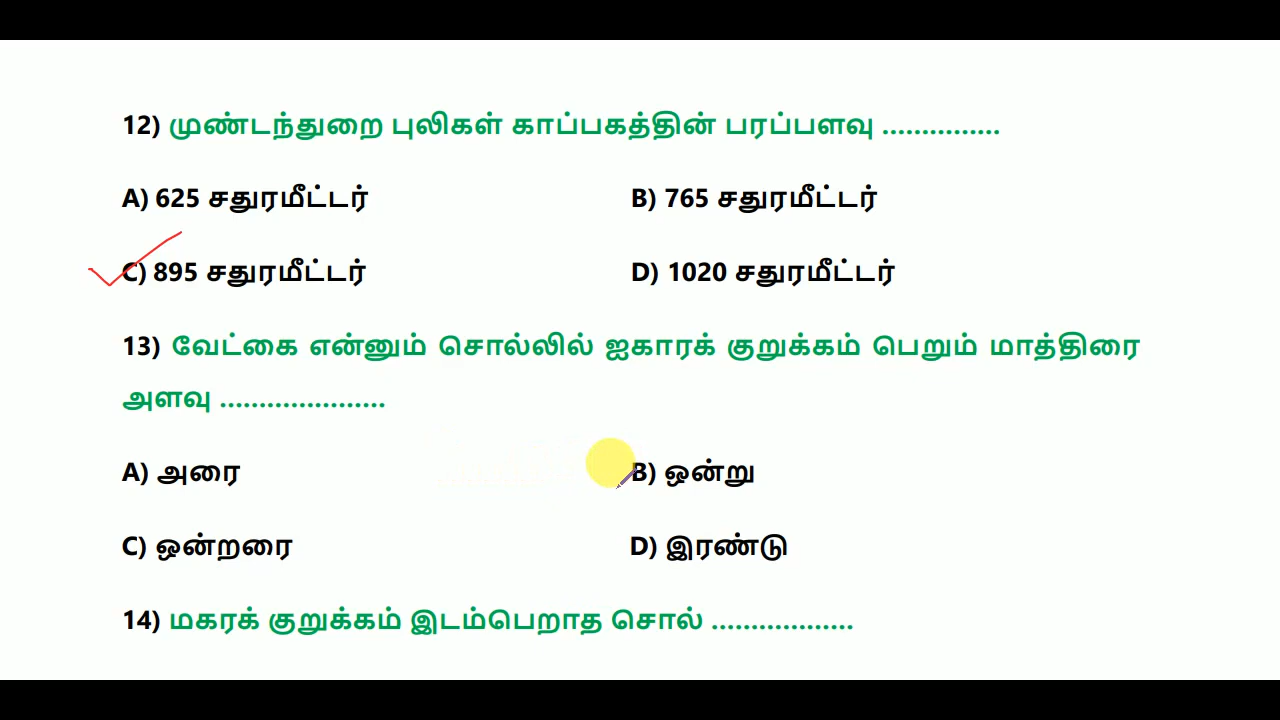 12) முண்டந்துறை புலிகள் காப்பகத்தின் பரப்பளவு ...............
A) 625 சதுரமீட்டர் B) 765 சதுரமீட்டர்
C) 895 சதுரமீட்டர் D) 1020 சதுரமீட்டர்
13) வேட்கை என்னும் சொல்லில் ஐகாரக் குறுக்கம் பெறும் மாத்திரை
அளவு .....................
A) அரை B) ஒன்று
C) ஒன்றரை D) இரண்டு
14) மகரக் குறுக்கம் இடம்பெறாத சொல் ..................